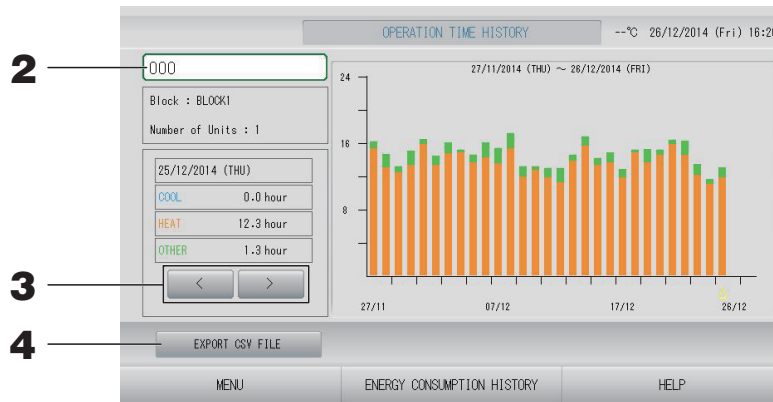 OPERATION TIME HISTORY
--°C 26/12/2014 (Fri) 16:20
2
000
Block : BLOCK1
Number of Units : 1
25/12/2014 (THU)
COOL 0.0 hour
HEAT 12.3 hour
OTHER 1.3 hour
3
< >
27/11/2014 (THU) ~ 26/12/2014 (FRI)
24
16
8
27/11 07/12 17/12 26/12
4
EXPORT CSV FILE
MENU
ENERGY CONSUMPTION HISTORY
HELP